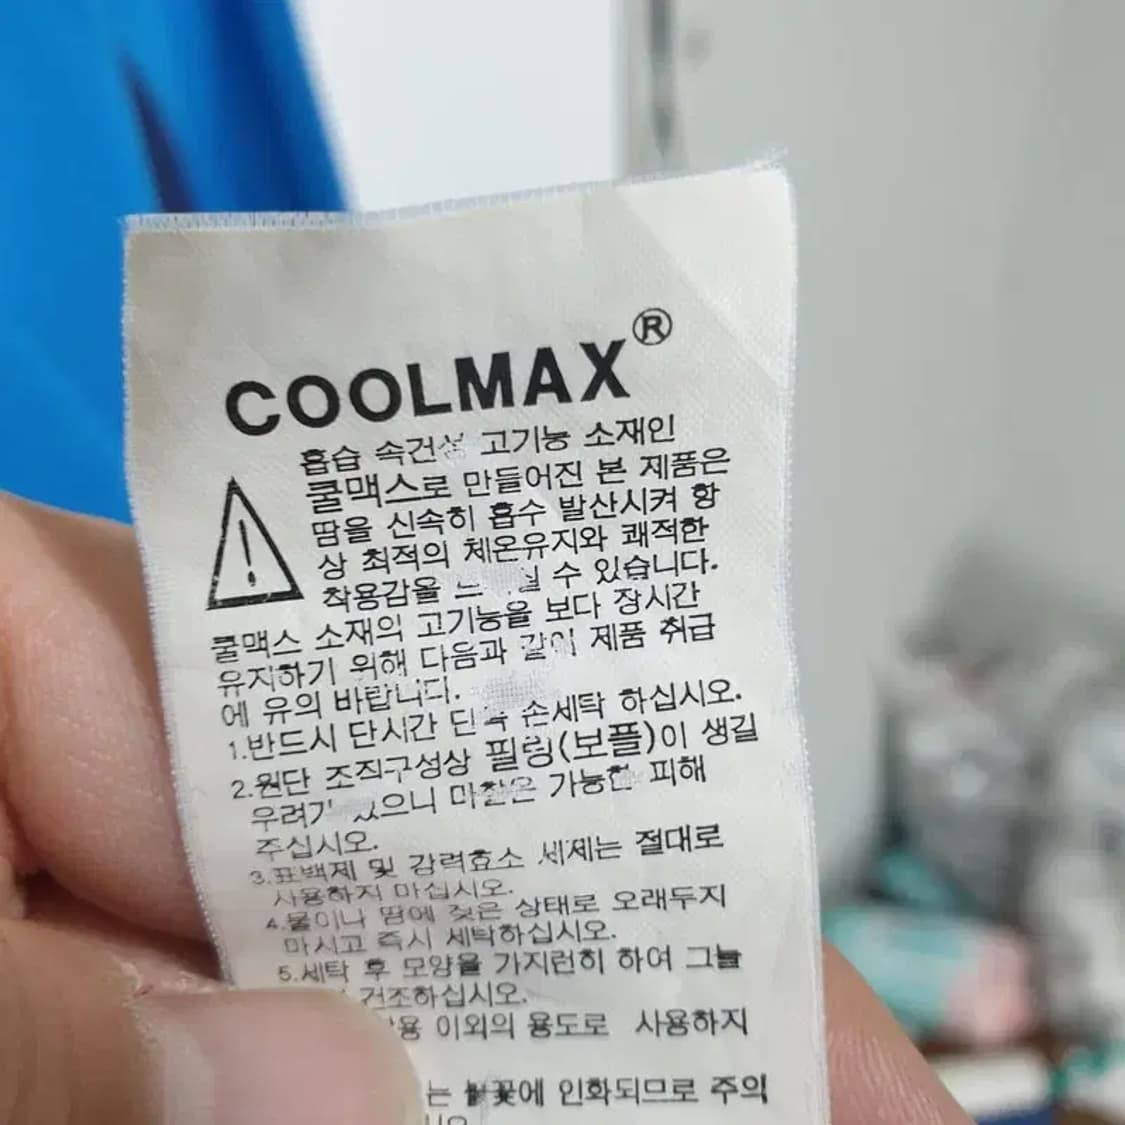 COOLMAX®
흡습 속건성 고기능 소재인
쿨맥스로 만들어진 본 제품은
땀을 신속히 흡수 발산시켜 항
상 최적의 체온유지와 쾌적한
착용감을 수 있습니다.
쿨맥스 소재의 고기능을 보다 장시간
유지하기 위해 다음과 같이 제품 취급
에 유의 바랍니다.
1.반드시 단시간 단독 손세탁 하십시오.
2.원단 조직구성상 필링(보플)이 생길
우려가 있으니 마찰은 가능한 피해
주십시오.
3.표백제 및 강력효소 세제는 절대로
사용하지 마십시오.
4.물이나 땀에 젖은 상태로 오래두지
마시고 즉시 세탁하십시오.
5.세탁 후 모양을 가지런히 하여 그늘
건조하십시오.
이외의 용도로 사용하지
는 불꽃에 인화되므로 주의